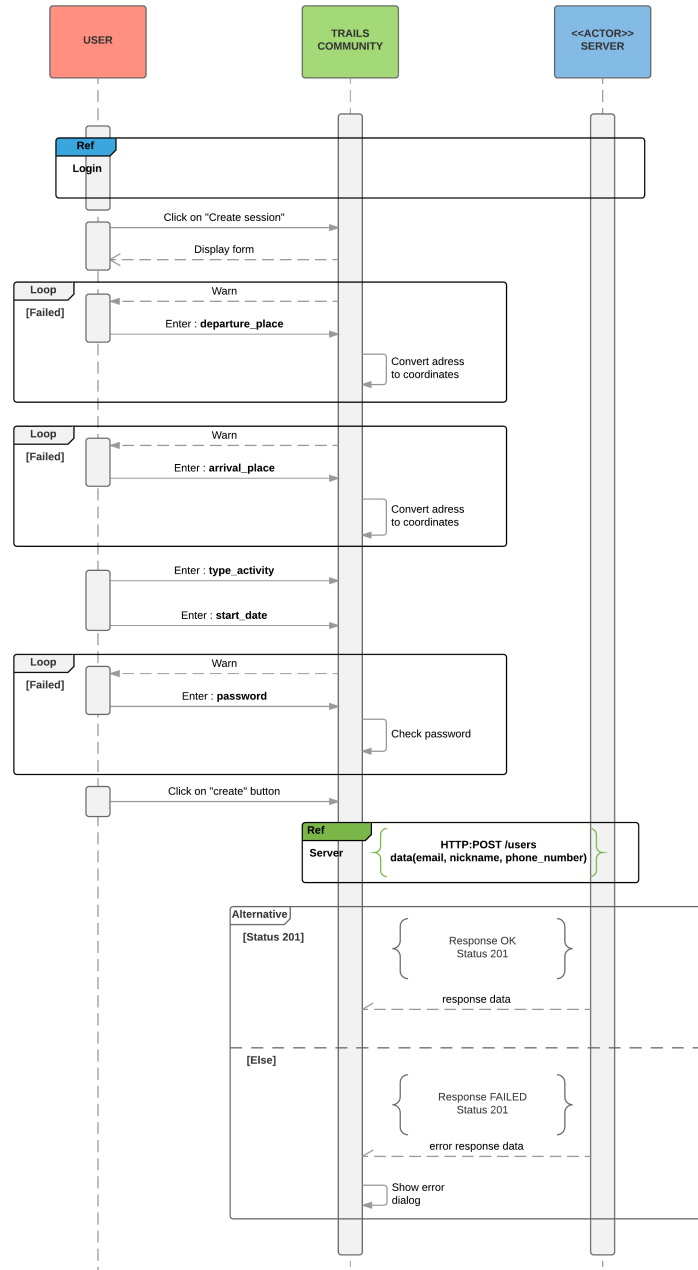 USER
TRAILS
COMMUNITY
<<ACTOR>>
SERVER
Ref
Login
Click on "Create session"
Display form
Loop
[Failed]
Warn
Enter : departure_place
Convert adress
to coordinates
Loop
[Failed]
Warn
Enter : arrival_place
Convert adress
to coordinates
Enter : type_activity
Enter : start_date
Loop
[Failed]
Warn
Enter : password
Check password
Click on "create" button
Ref
Server
HTTP:POST /users
data(email, nickname, phone_number)
Alternative
[Status 201]
Response OK
Status 201
response data
[Else]
Response FAILED
Status 201
error response data
Show error
dialog